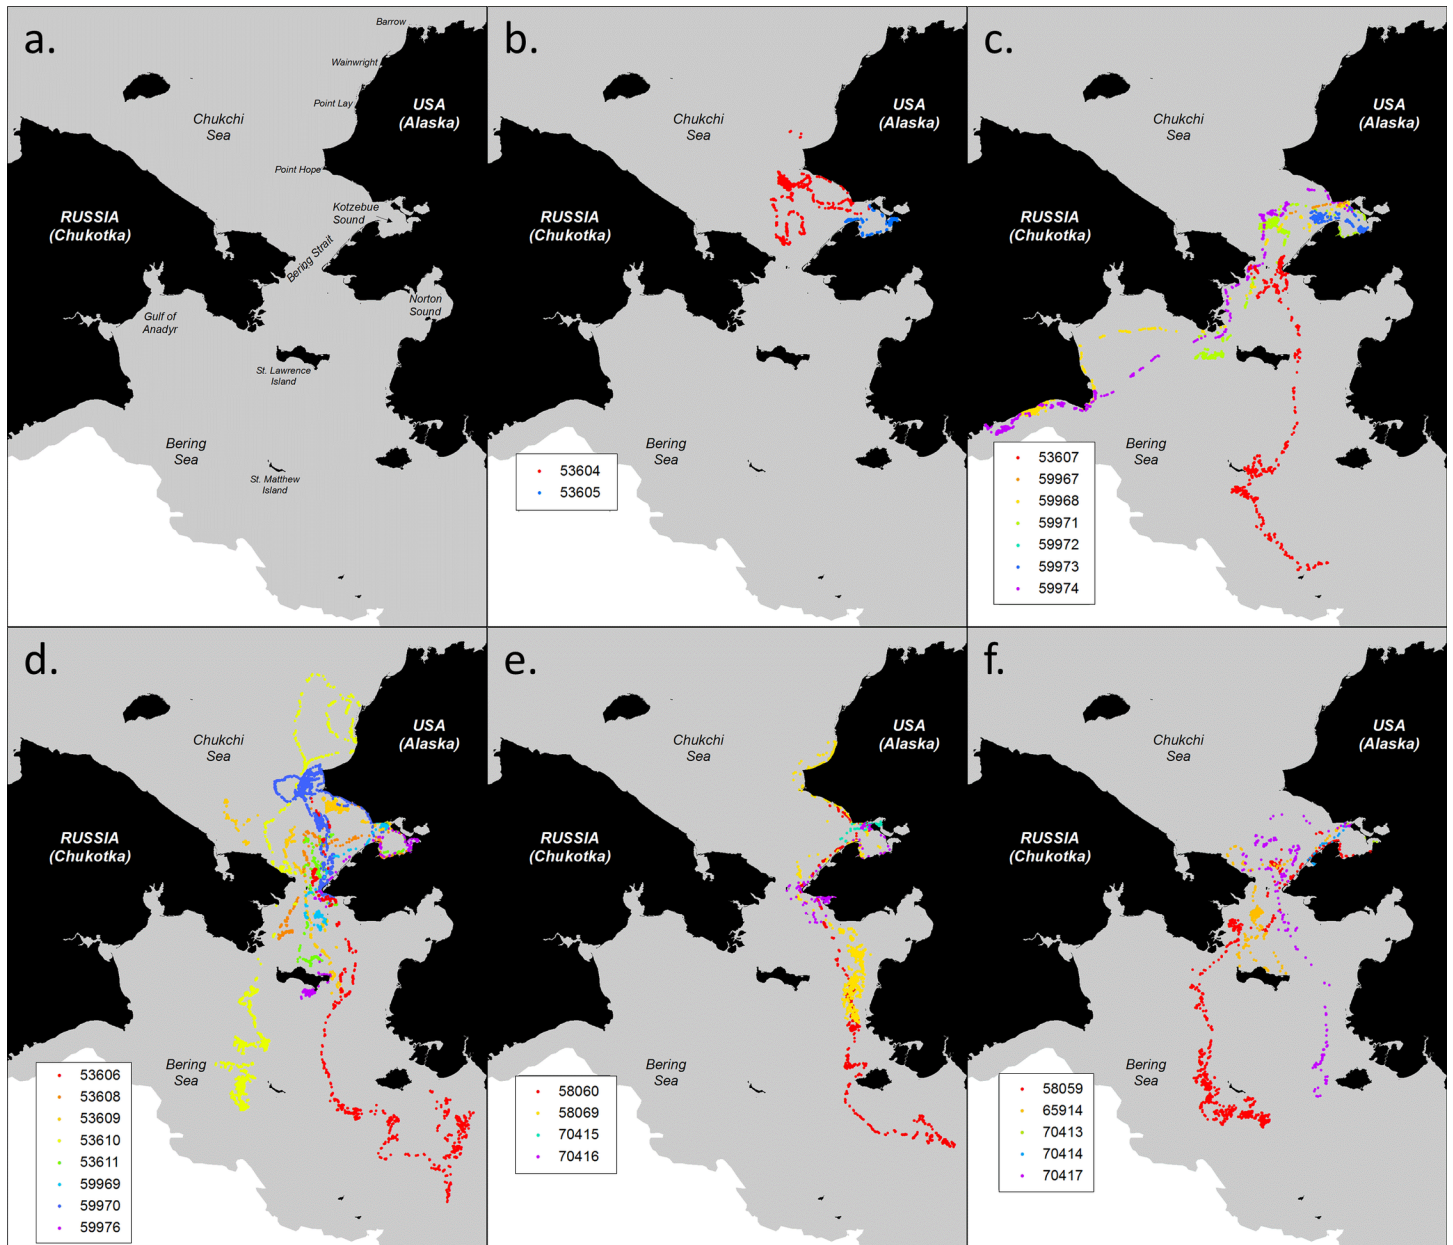 a.
Barrow
Wainwright
Point Lay
USA
(Alaska)
Chukchi
Sea
Point Hope
Kotzebue
Sound
RUSSIA
(Chukotka)
Bering Strait
Norton
Sound
Gulf of
Anadyr
St. Lawrence
Island
Bering
Sea
St. Matthew
Island
b.
USA
(Alaska)
Chukchi
Sea
RUSSIA
(Chukotka)
Bering
Sea
53604
53605
c.
USA
(Alaska)
Chukchi
Sea
RUSSIA
(Chukotka)
Bering
Sea
53607
59967
59968
59971
59972
59973
59974
d.
USA
(Alaska)
Chukchi
Sea
RUSSIA
(Chukotka)
Bering
Sea
53606
53608
53609
53610
53611
59969
59970
59976
e.
USA
(Alaska)
Chukchi
Sea
RUSSIA
(Chukotka)
Bering
Sea
58060
58069
70415
70416
f.
USA
(Alaska)
Chukchi
Sea
RUSSIA
(Chukotka)
Bering
Sea
58059
65914
70413
70414
70417